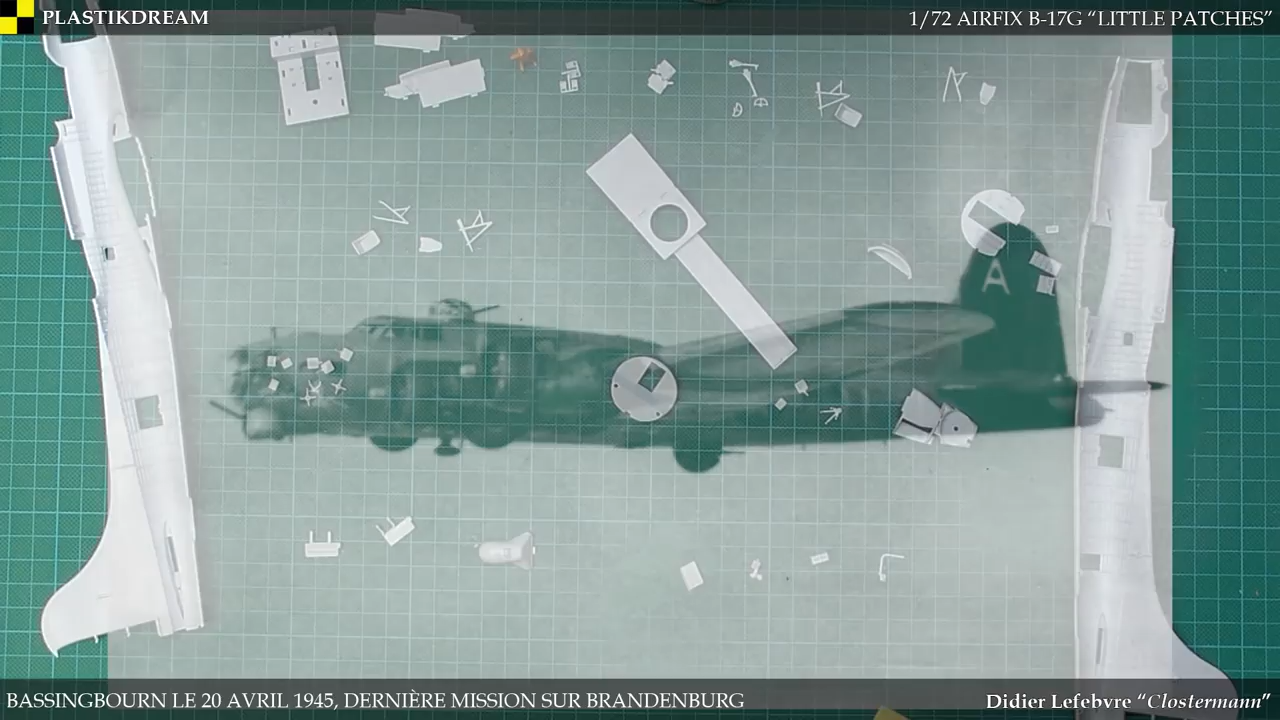 PLASTIKDREAM
1/72 AIRFIX B-17G “LITTLE PATCHES”
A
BASSINGBOURN LE 20 AVRIL 1945, DERNIÈRE MISSION SUR BRANDENBURG
Didier Lefebvre “Clostermann”